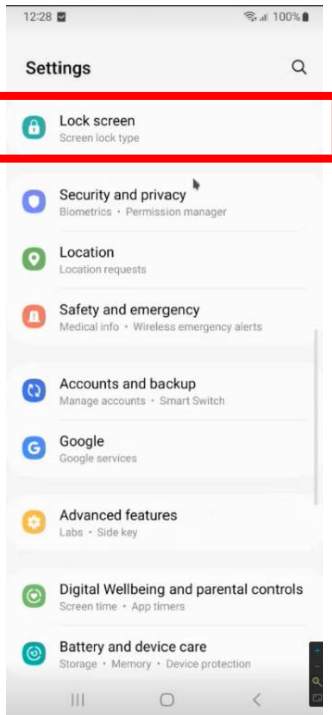 12:28 100%
Settings
Lock screen
Screen lock type
Security and privacy
Biometrics • Permission manager
Location
Location requests
Safety and emergency
Medical info • Wireless emergency alerts
Accounts and backup
Manage accounts • Smart Switch
Google
Google services
Advanced features
Labs • Side key
Digital Wellbeing and parental controls
Screen time • App timers
Battery and device care
Storage • Memory • Device protection